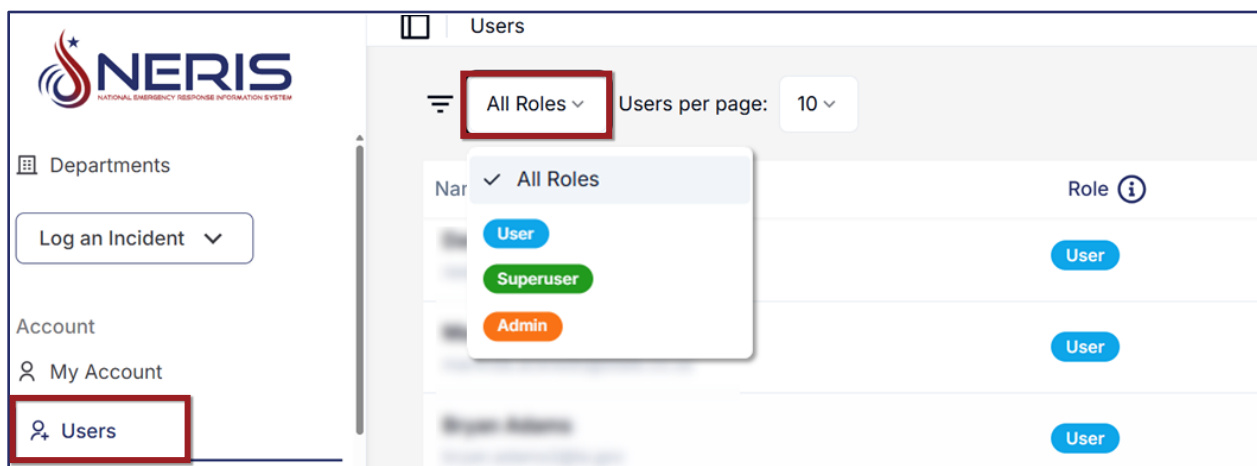 NERIS
NATIONAL EMERGENCY RESPONSE INFORMATION SYSTEM
Departments
Log an Incident
Account
My Account
Users
Users
All Roles
Users per page:
10
All Roles
User
Superuser
Admin
Role
User
User
User